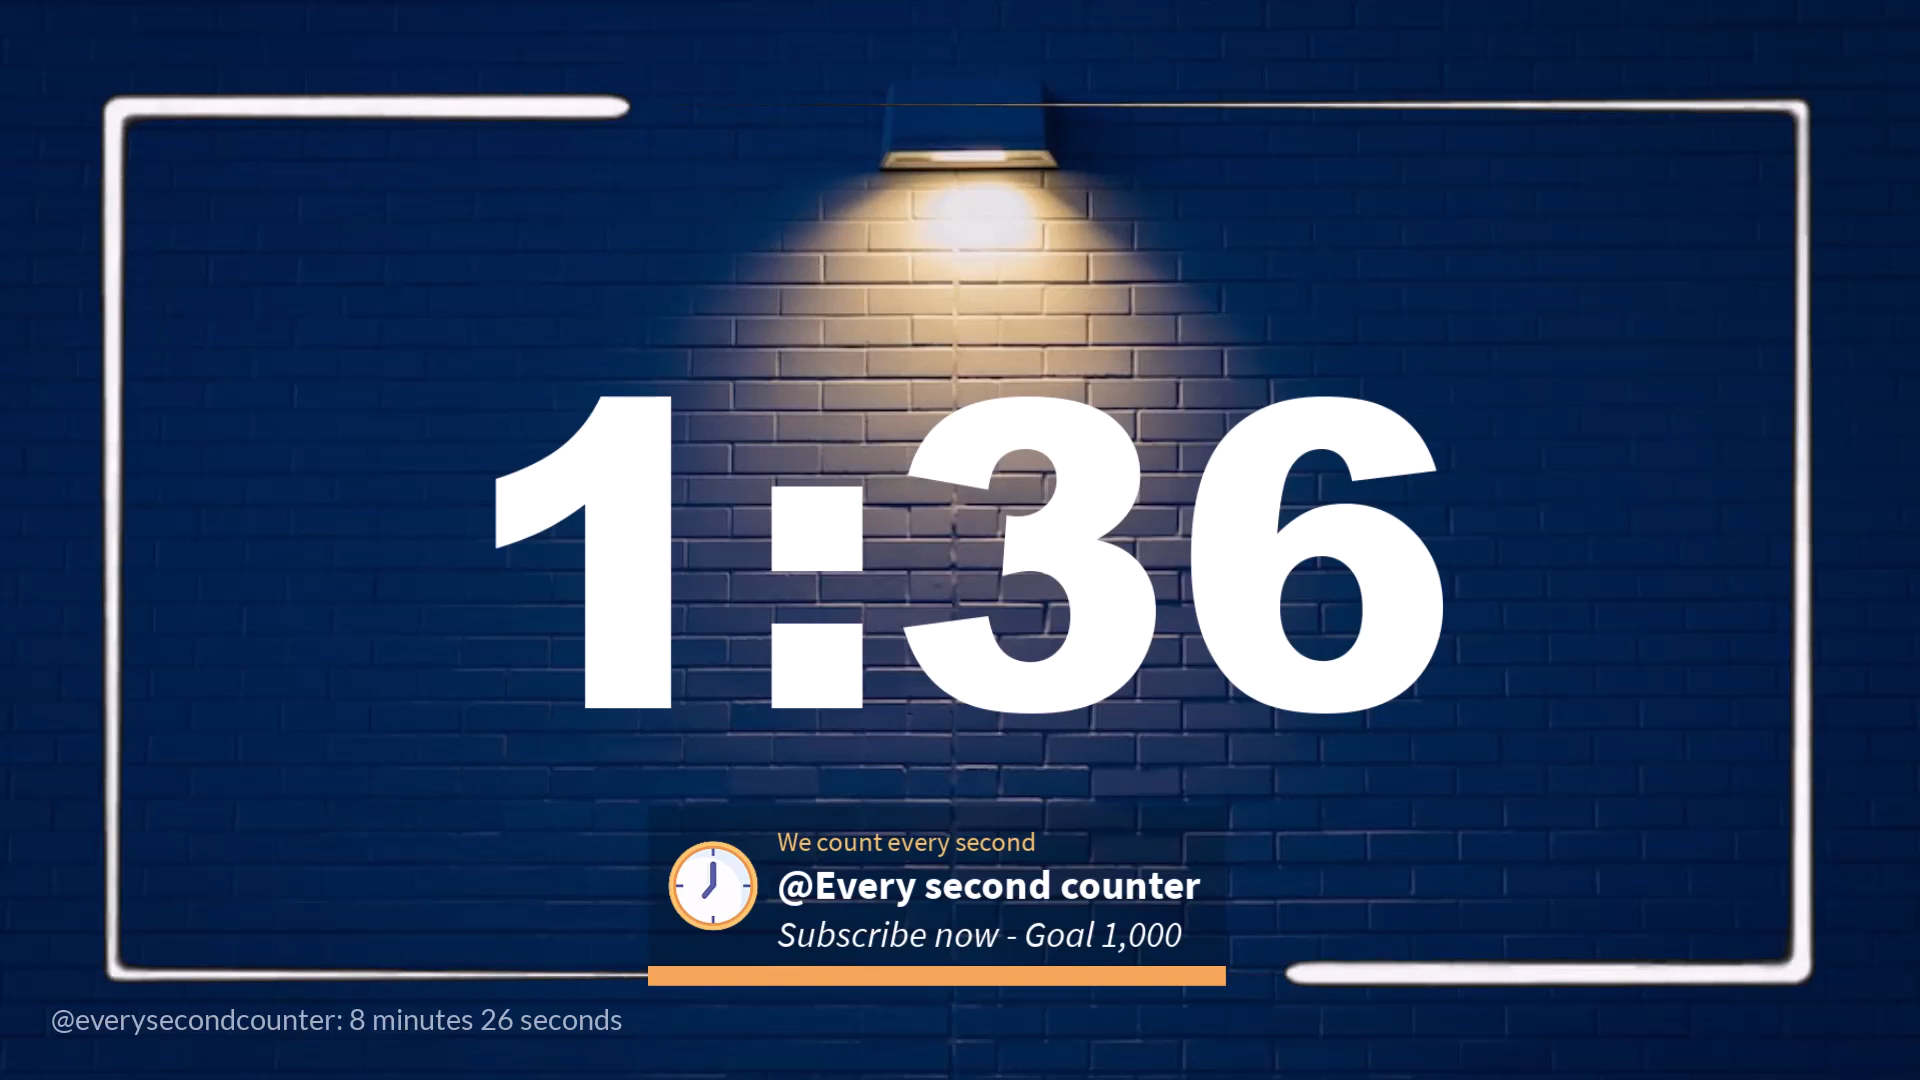 1:36
We count every second
@Every second counter
Subscribe now - Goal 1,000
@everysecondcounter: 8 minutes 26 seconds